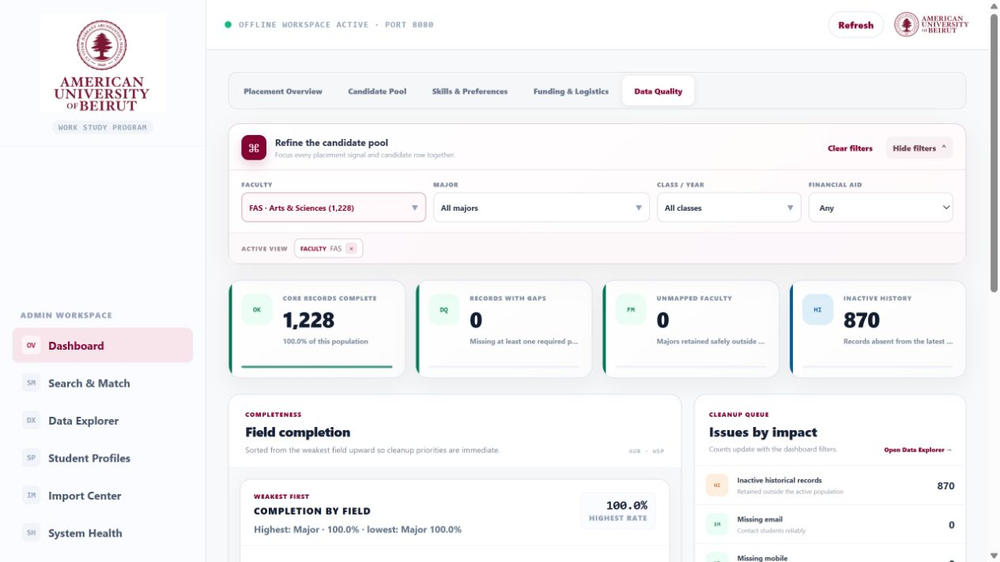 AMERICAN
UNIVERSITY
OF BEIRUT
WORK STUDY PROGRAM
ADMIN WORKSPACE
OV Dashboard
SM Search & Match
DX Data Explorer
SP Student Profiles
IM Import Center
SH System Health
OFFLINE WORKSPACE ACTIVE · PORT 8080
Refresh
AMERICAN
UNIVERSITY
OF BEIRUT
Placement Overview Candidate Pool Skills & Preferences Funding & Logistics Data Quality
⌘ Refine the candidate pool
Focus every placement signal and candidate row together.
Clear filters Hide filters ^
FACULTY MAJOR CLASS / YEAR FINANCIAL AID
FAS · Arts & Sciences (1,228) ▼ All majors ▼ All classes ▼ Any
ACTIVE VIEW FACULTY FAS ×
OK CORE RECORDS COMPLETE
1,228
100.0% of this population
DQ RECORDS WITH GAPS
0
Missing at least one required p...
FM UNMAPPED FACULTY
0
Majors retained safely outside ...
HI INACTIVE HISTORY
870
Records absent from the latest ...
COMPLETENESS
Field completion
Sorted from the weakest field upward so cleanup priorities are immediate.
AUB · WSP
WEAKEST FIRST
COMPLETION BY FIELD
Highest: Major · 100.0% · lowest: Major 100.0%
100.0%
HIGHEST RATE
CLEANUP QUEUE
Issues by impact
Counts update with the dashboard filters.
Open Data Explorer →
HI Inactive historical records
Retained outside the active population
870
EM Missing email
Contact students reliably
0
Missing mobile